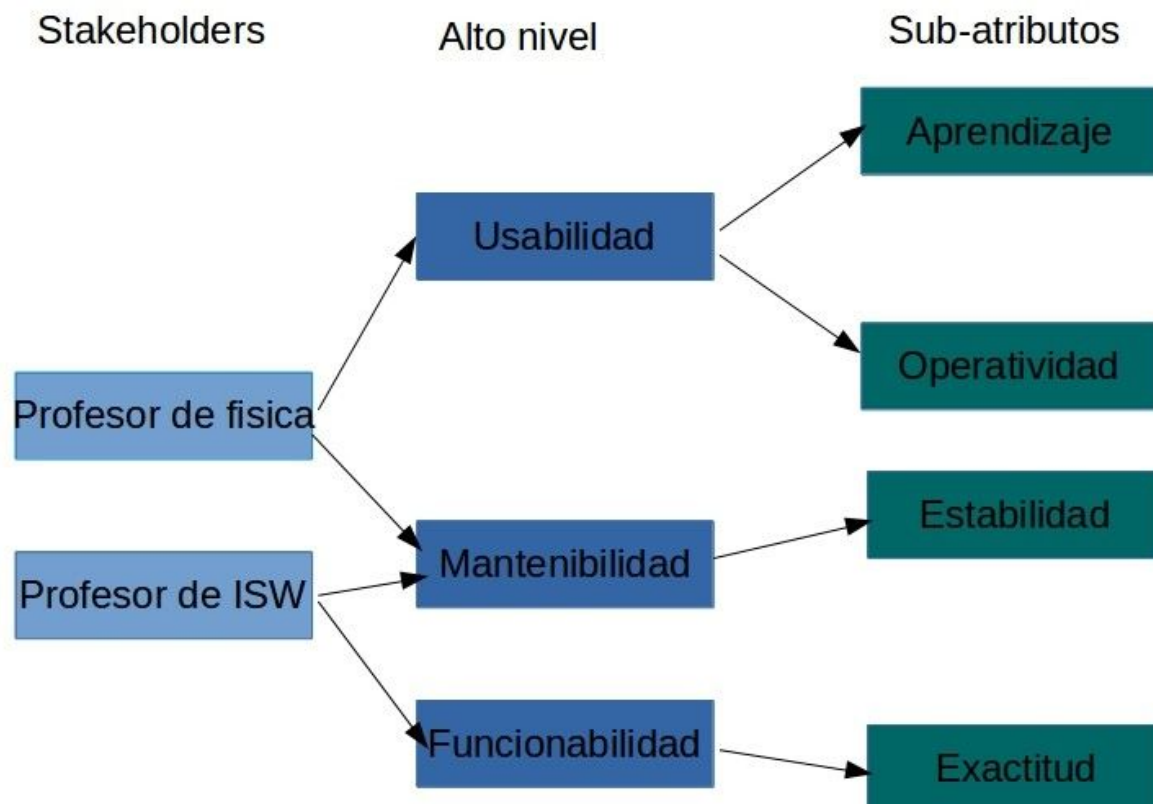 Stakeholders
Alto nivel
Sub-atributos
Aprendizaje
Usabilidad
Operatividad
Profesor de fisica
Estabilidad
Mantenibilidad
Profesor de ISW
Funcionabilidad
Exactitud